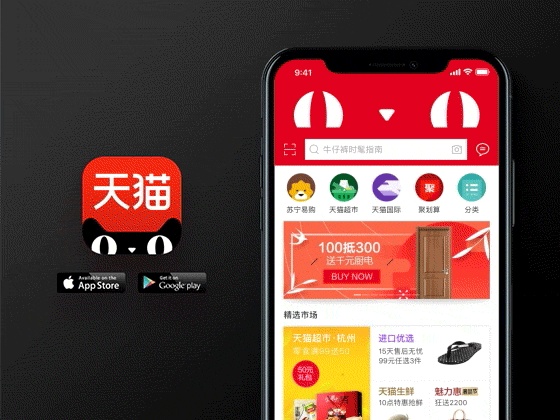 天猫
Available on the
App Store
Get it on
Google play
9:41
牛仔裤时髦指南
苏宁易购
天猫超市
天猫国际
聚
聚划算
分类
100抵300
送千元厨电
BUY NOW
精选市场
天猫超市·杭州
50元
礼包
进口优选
15天售后无忧
99元任选3件
天猫生鲜
10点特惠抢鲜
魅力惠
狂送2200